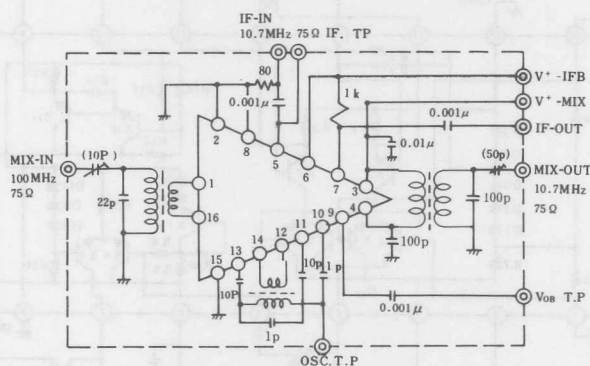 IF-IN
10.7MHz 75Ω IF. TP
80
0.001μ
1k
V⁺-IFB
V⁺-MIX
0.001μ
IF-OUT
0.01μ
MIX-IN
(10P)
100MHz
75Ω
22p
2
8
5
6
7
3
1
16
4
10 9
11
12
14
13
15
(50p)
MIX-OUT
10.7MHz
75Ω
100p
100p
10P
10p
1p
1p
0.001μ
VOB T.P
OSC.T.P